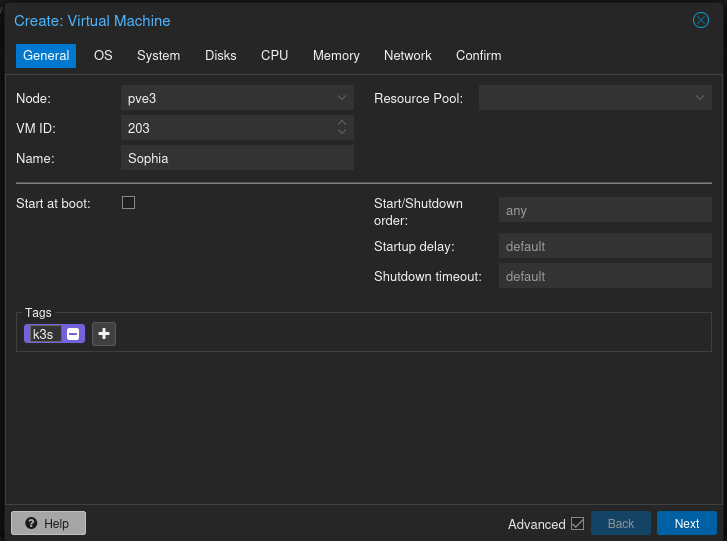 Create: Virtual Machine
General OS System Disks CPU Memory Network Confirm
Node: pve3 Resource Pool:
VM ID: 203
Name: Sophia
Start at boot: Start/Shutdown
order: any
Startup delay: default
Shutdown timeout: default
Tags
k3s
Help Advanced Back Next